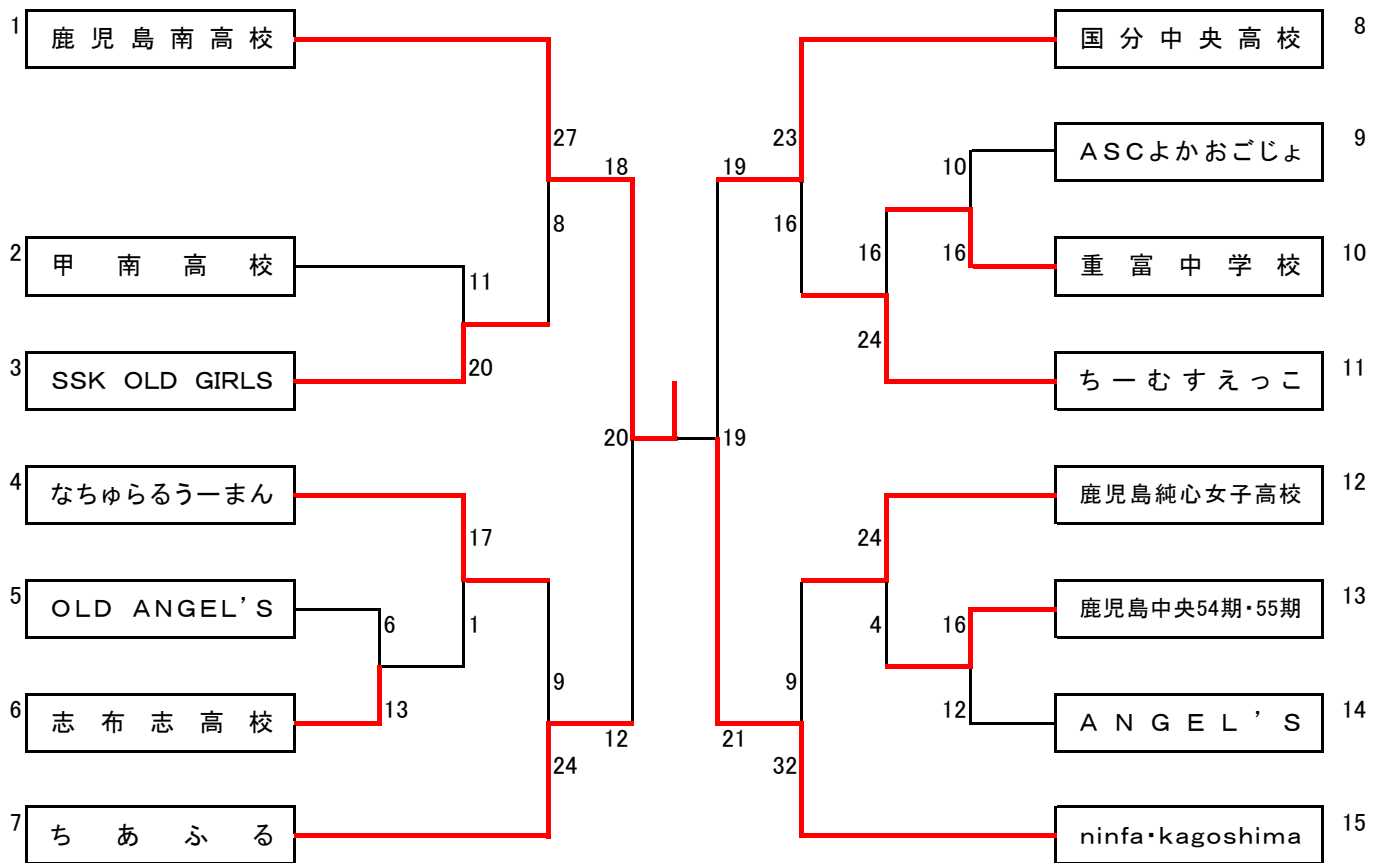 1
鹿児島南高校
2
甲南高校
3
SSK OLD GIRLS
4
なちゅらるうーまん
5
OLD ANGEL'S
6
志布志高校
7
ちあふる
27
18
8
11
20
20
17
6
1
13
9
12
24
19
23
16
10
16
16
24
19
24
4
16
12
9
21
32
国分中央高校
8
ASCよかおごじょ
9
重富中学校
10
ちーむすえっこ
11
鹿児島純心女子高校
12
鹿児島中央54期・55期
13
ANGEL'S
14
ninfa・kagoshima
15